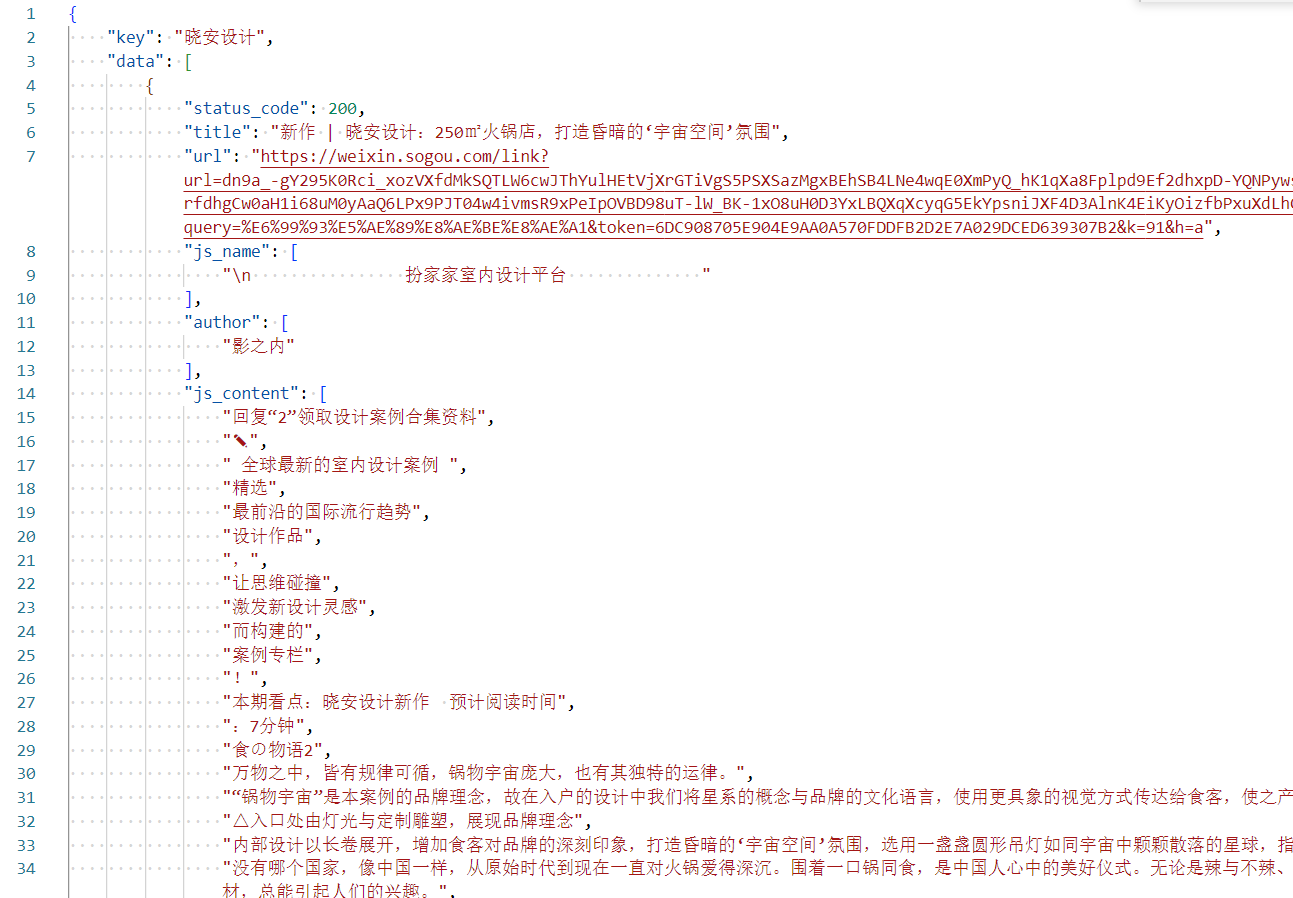 1 {
2 "key": "晓安设计",
3 "data": [
4 {
5 "status_code": 200,
6 "title": "新作 | 晓安设计：250㎡火锅店，打造昏暗的‘宇宙空间’氛围",
7 "url": "https://weixin.sogou.com/link?
url=dn9a_-gY295K0Rci_xozVXfdMkSQTLW6cwJThYulHEtVjXrGTiVgS5PSXSazMgxBEhSB4LNe4wqE0XmPyQ_hK1qXa8Fplpd9Ef2dhxpD-YQNPyws
rfdhgCw0aH1i68uM0yAaQ6LPx9PJT04w4ivmsR9xPeIpOVBD98uT-lW_BK-1xO8uH0D3YxLBQXqXcyqG5EkYpsniJXF4D3AlnK4EiKyOizfbPxuXdLh
query=%E6%99%93%E5%AE%89%E8%AE%BE%E8%AE%A1&token=6DC908705E904E9AA0A570FDDFB2D2E7A029DCED639307B2&k=91&h=a",
8 "js_name": [
9 "\n 扮家家室内设计平台 "
10 ],
11 "author": [
12 "影之内"
13 ],
14 "js_content": [
15 "回复“2”领取设计案例合集资料",
16 "✎",
17 " 全球最新的室内设计案例 ",
18 "精选",
19 "最前沿的国际流行趋势",
20 "设计作品",
21 "，",
22 "让思维碰撞",
23 "激发新设计灵感",
24 "而构建的",
25 "案例专栏",
26 "！",
27 "本期看点：晓安设计新作 预计阅读时间",
28 "：7分钟",
29 "食の物语2",
30 "万物之中，皆有规律可循，锅物宇宙庞大，也有其独特的运律。",
31 "“锅物宇宙”是本案例的品牌理念，故在入户的设计中我们将星系的概念与品牌的文化语言，使用更具象的视觉方式传达给食客，使之产
32 "△入口处由灯光与定制雕塑，展现品牌理念",
33 "内部设计以长卷展开，增加食客对品牌的深刻印象，打造昏暗的‘宇宙空间’氛围，选用一盏盏圆形吊灯如同宇宙中颗颗散落的星球，指
34 "没有哪个国家，像中国一样，从原始时代到现在一直对火锅爱得深沉。围着一口锅同食，是中国人心中的美好仪式。无论是辣与不辣、
材，总能引起人们的兴趣。",